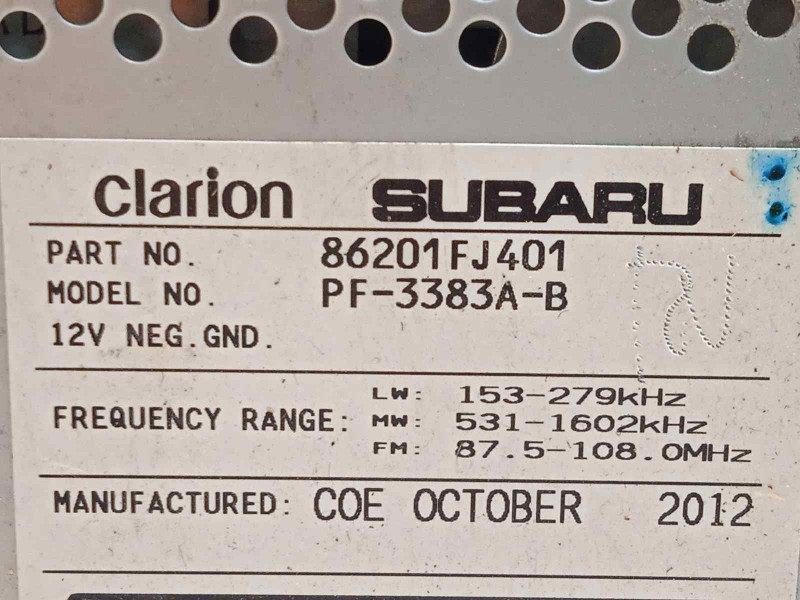 clarion SUBARU
PART NO. 86201FJ401
MODEL NO. PF-3383A-B
12V NEG.GND.
FREQUENCY RANGE: LW: 153-279kHz
MW: 531-1602kHz
FM: 87.5-108.0MHz
MANUFACTURED: COE OCTOBER 2012